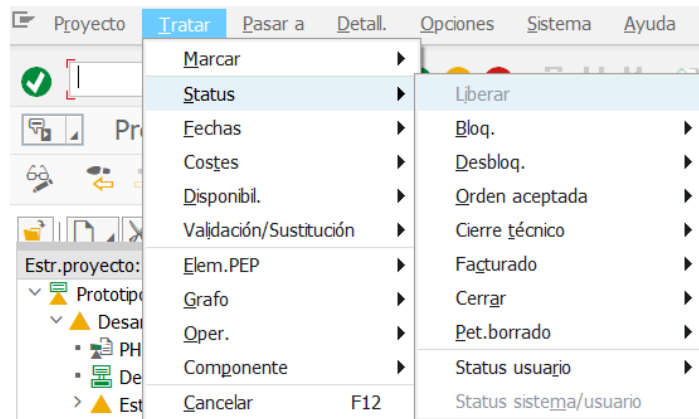 Proyecto Tratar Pasar a Detall. Opciones Sistema Ayuda
Marcar
Status
Fechas
Costes
Disponibil.
Validación/Sustitución
Elem.PEP
Grafo
Oper.
Componente
Cancelar F12
Liberar
Bloq.
Desbloq.
Orden aceptada
Cierre técnico
Facturado
Cerrar
Pet.borrado
Status usuario
Status sistema/usuario
Pr
Estr.proyecto:
Prototipo
Desar
PH
De
Est